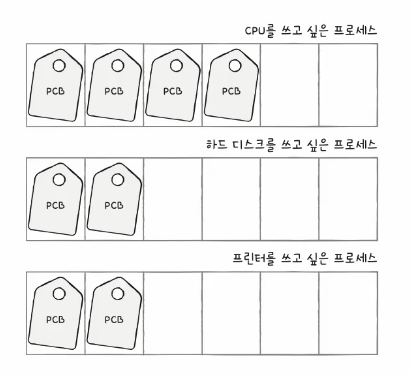 CPU를 쓰고 싶은 프로세스
PCB PCB PCB PCB
하드 디스크를 쓰고 싶은 프로세스
PCB PCB
프린터를 쓰고 싶은 프로세스
PCB PCB